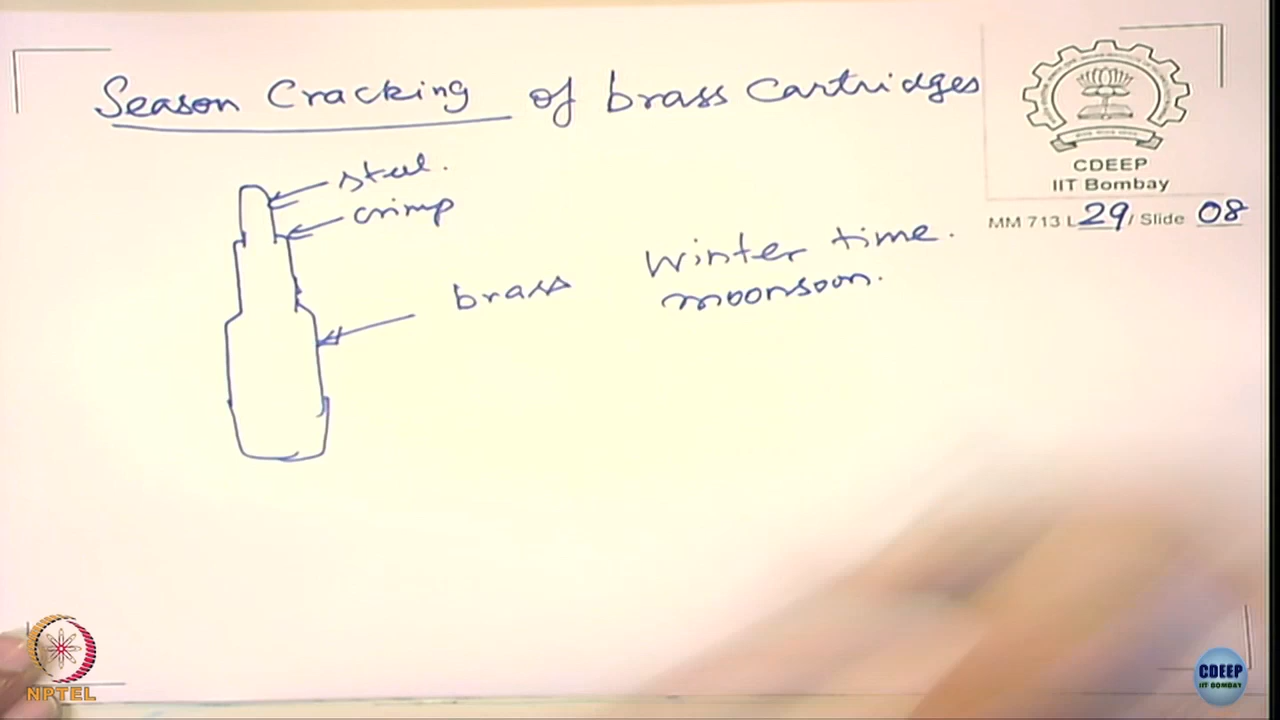 Season Cracking of brass Cartridges
steel.
crimp
brass
Winter time.
moonsoon.
CDEEP
IIT Bombay
MM 713 L 29 / Slide 08
NPTEL
CDEEP
IIT BOMBAY